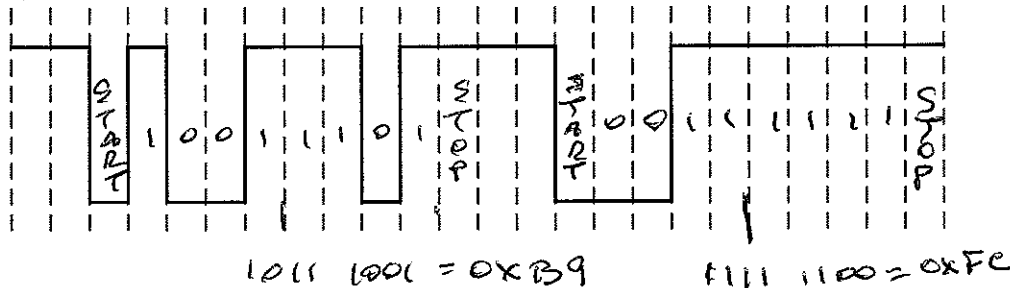 START 1 0 0 1 1 1 0 1 STOP START 0 0 1 1 1 1 1 1 STOP
1011 1001 = 0xB9 1111 1100 = 0xFC